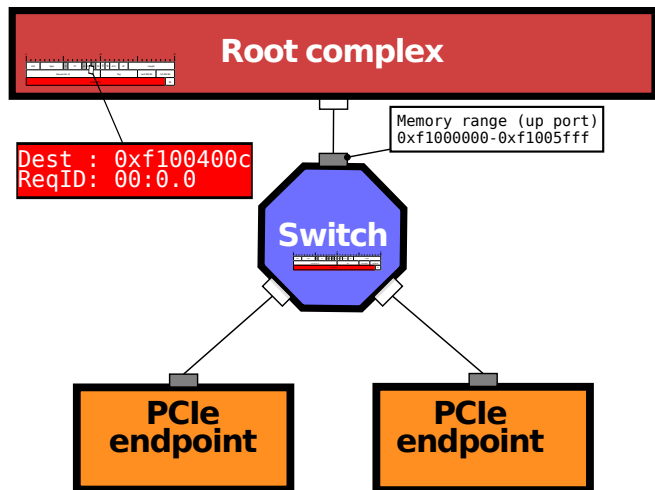 Root complex
Memory range (up port)
0xf1000000-0xf1005fff
Dest : 0xf100400c
ReqID: 00:0.0
Switch
PCIe
endpoint
PCIe
endpoint